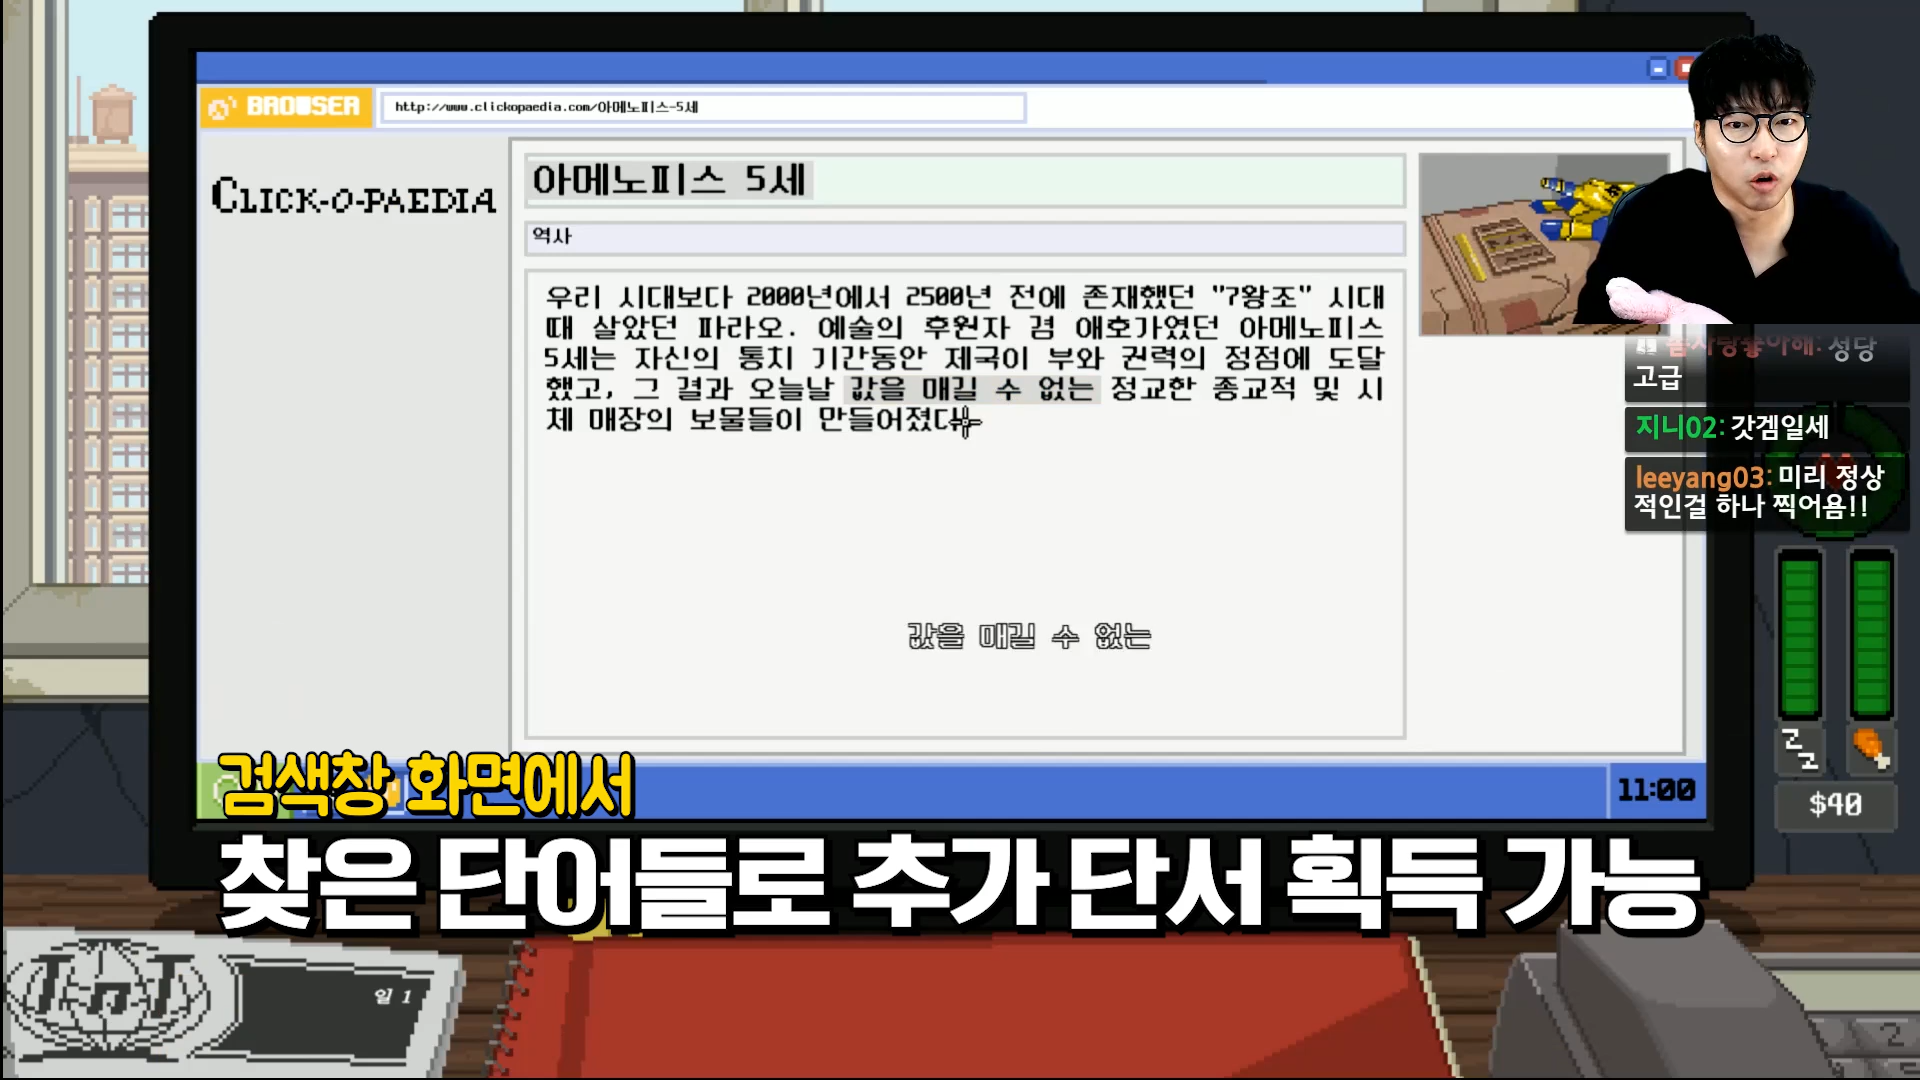 BROWSER
http://www.clickopaedia.com/아메노피스-5세
CLICK-O-PAEDIA
아메노피스 5세
역사
우리 시대보다 2000년에서 2500년 전에 존재했던 "7왕조" 시대
때 살았던 파라오. 예술의 후원자 겸 애호가였던 아메노피스
5세는 자신의 통치 기간동안 제국이 부와 권력의 정점에 도달
했고, 그 결과 오늘날 값을 매길 수 없는 정교한 종교적 및 시
체 매장의 보물들이 만들어졌다
값을 매길 수 없는
고급
지니02: 갓겜일세
leeyang03: 미리 정상
적인걸 하나 찍어욤!!
$40
11:00
검색창 화면에서
찾은 단어들로 추가 단서 획득 가능
일 1
2